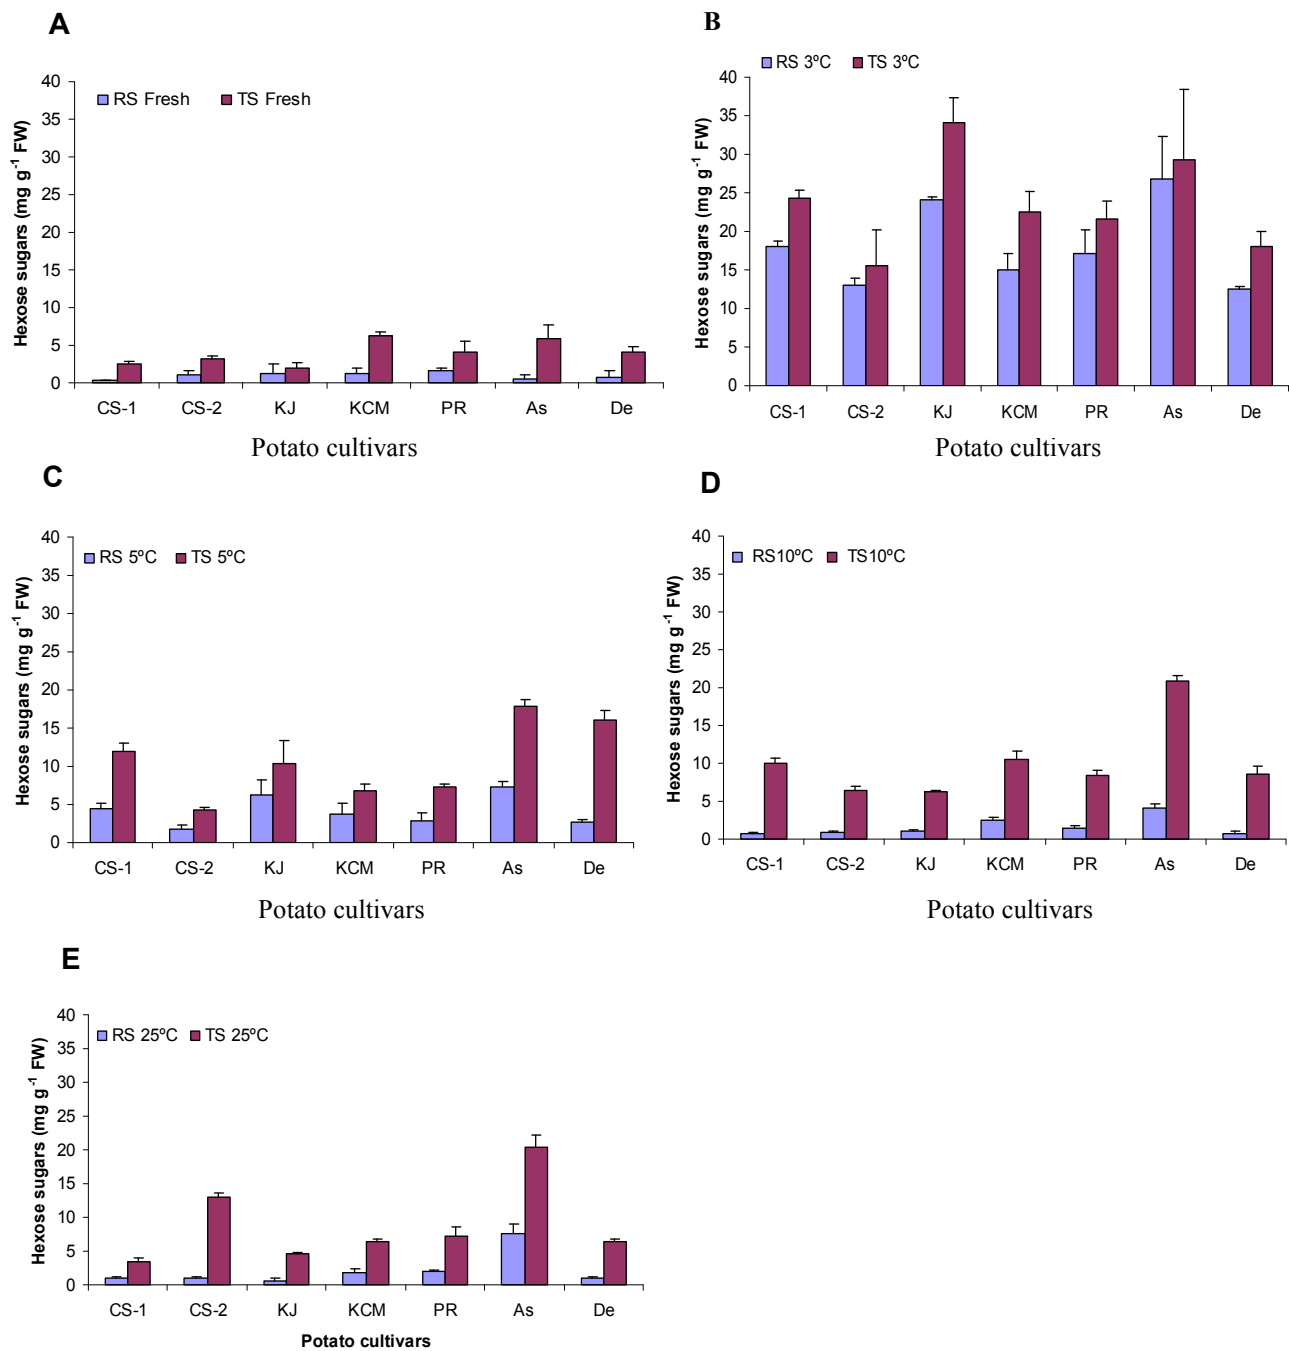 A
RS Fresh TS Fresh
Hexose sugars (mg g-1 FW)
40
35
30
25
20
15
10
5
0
CS-1 CS-2 KJ KCM PR As De
Potato cultivars
B
RS 3ºC TS 3ºC
Hexose sugars (mg g-1 FW)
40
35
30
25
20
15
10
5
0
CS-1 CS-2 KJ KCM PR As De
Potato cultivars
C
RS 5ºC TS 5ºC
Hexose sugars (mg g-1 FW)
40
35
30
25
20
15
10
5
0
CS-1 CS-2 KJ KCM PR As De
Potato cultivars
D
RS10ºC TS10ºC
Hexose sugars (mg g-1 FW)
40
35
30
25
20
15
10
5
0
CS-1 CS-2 KJ KCM PR As De
Potato cultivars
E
RS 25ºC TS 25ºC
Hexose sugars (mg g-1 FW)
40
35
30
25
20
15
10
5
0
CS-1 CS-2 KJ KCM PR As De
Potato cultivars